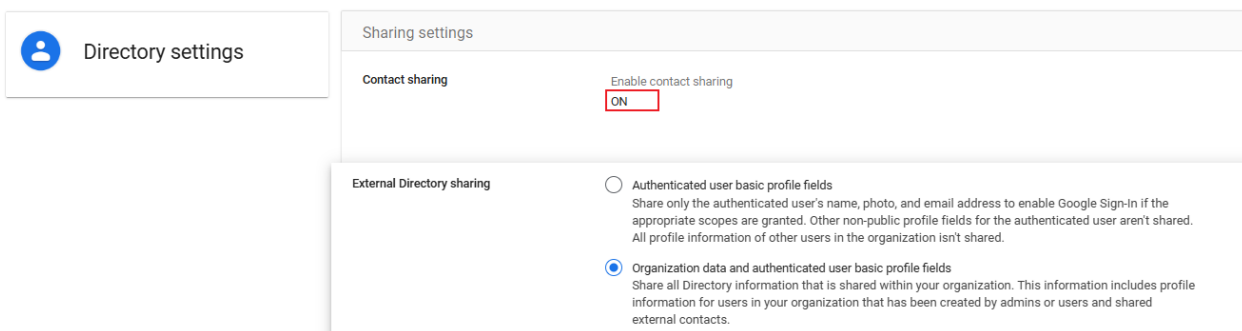 Directory settings
Sharing settings
Contact sharing
Enable contact sharing
ON
External Directory sharing
Authenticated user basic profile fields
Share only the authenticated user's name, photo, and email address to enable Google Sign-In if the
appropriate scopes are granted. Other non-public profile fields for the authenticated user aren't shared.
All profile information of other users in the organization isn't shared.
Organization data and authenticated user basic profile fields
Share all Directory information that is shared within your organization. This information includes profile
information for users in your organization that has been created by admins or users and shared
external contacts.